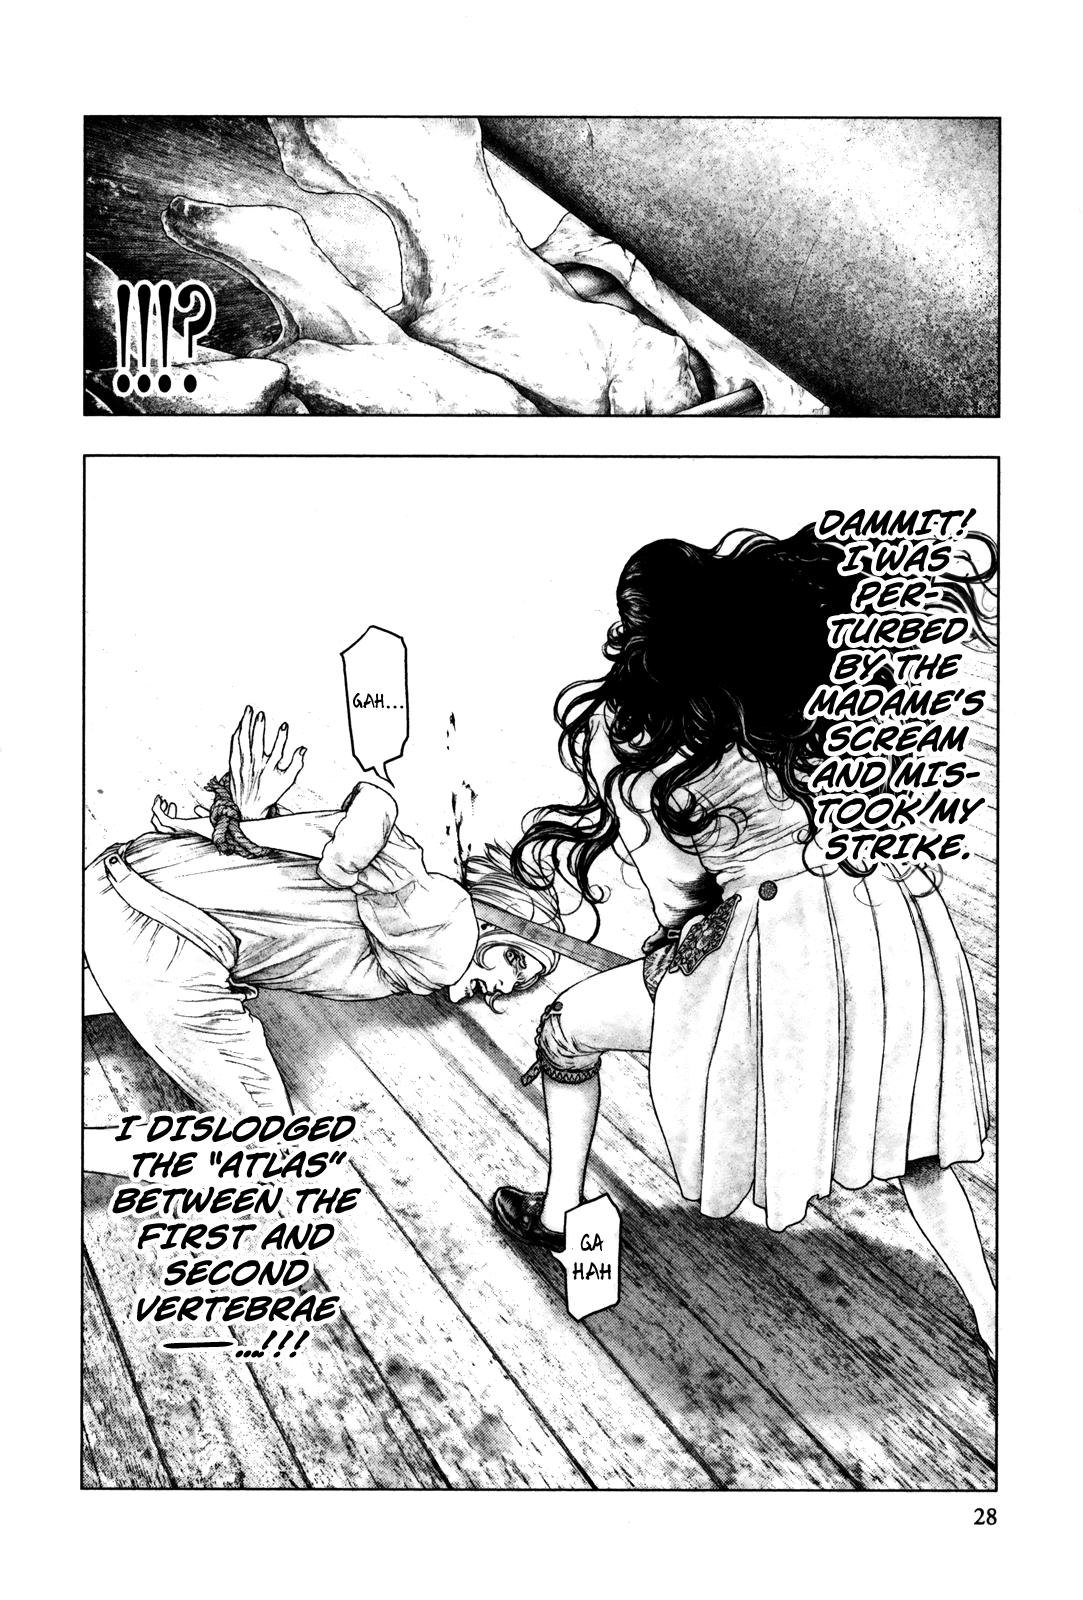 !!!?
DAMMIT!
I WAS
PER-
TURBED
BY THE
MADAME'S
SCREAM
AND MIS-
TOOK MY
STRIKE.
GAH...
I DISLODGED
THE "ATLAS"
BETWEEN THE
FIRST AND
SECOND
VERTEBRAE
——...!!!
GA
HAH
28